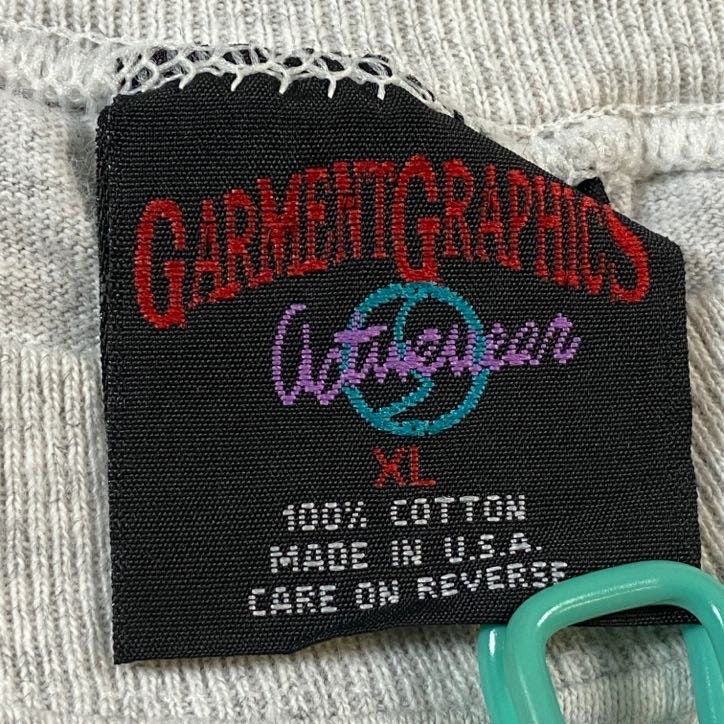 GARMENTGRAPHICS
Activewear
XL
100% COTTON
MADE IN U.S.A.
CARE ON REVERSE